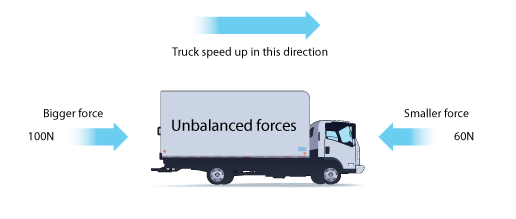 Truck speed up in this direction
Bigger force
Smaller force
100N
Unbalanced forces
60N